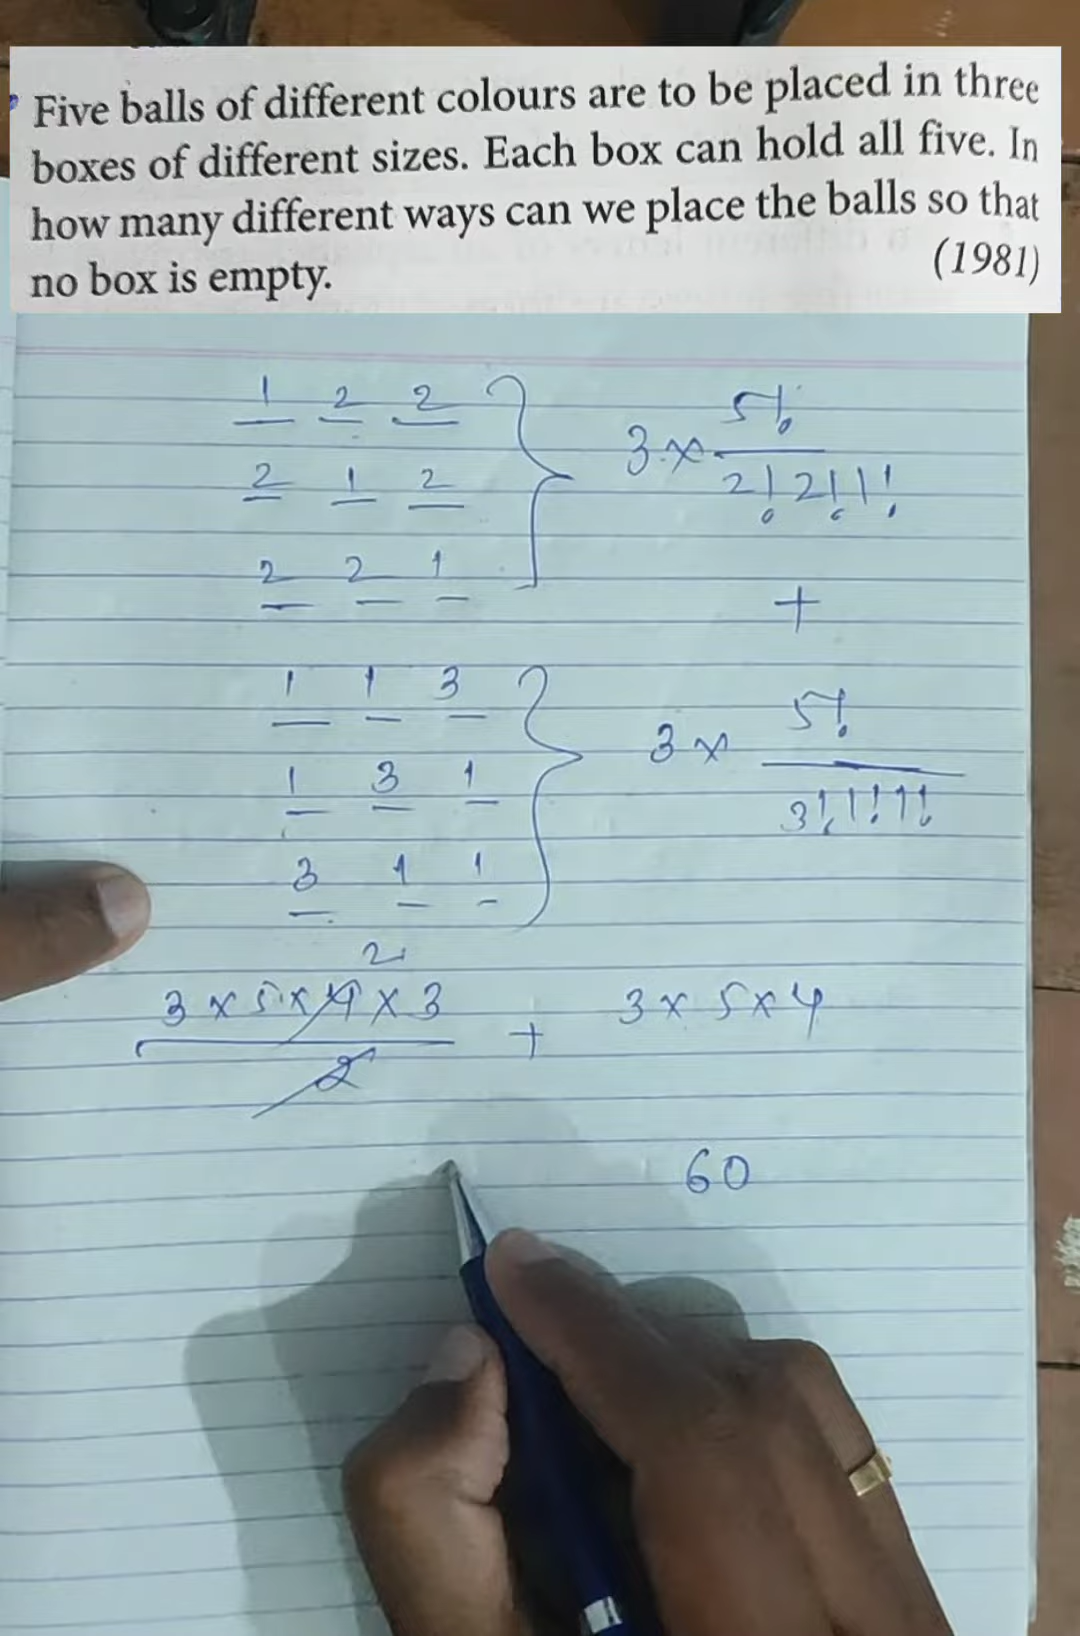 Five balls of different colours are to be placed in three
boxes of different sizes. Each box can hold all five. In
how many different ways can we place the balls so that
no box is empty. (1981)
1 2 2
2 1 2
2 2 1
} 3 × 5! / 2! 2! 1!
+
1 1 3
1 3 1
3 1 1
} 3 × 5! / 3! 1! 1!
2
3 × 5 × 4 × 3 / 2 + 3 × 5 × 4
60